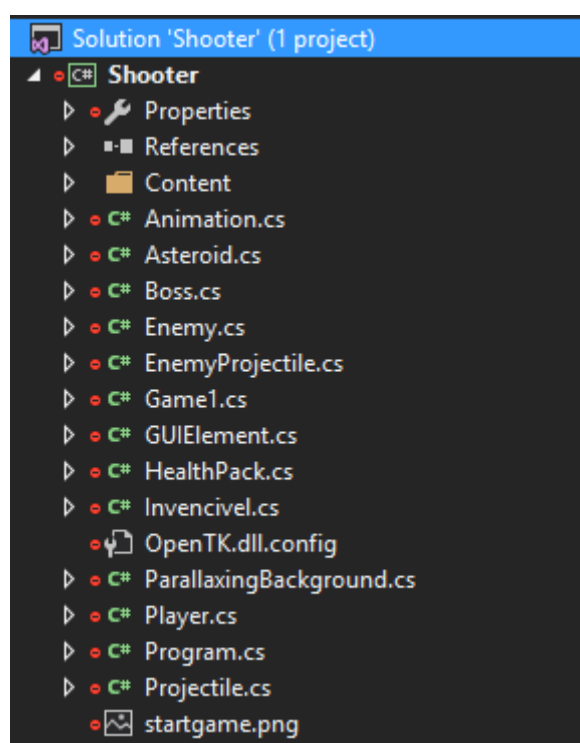 Solution 'Shooter' (1 project)
C# Shooter
Properties
References
Content
C# Animation.cs
C# Asteroid.cs
C# Boss.cs
C# Enemy.cs
C# EnemyProjectile.cs
C# Game1.cs
C# GUIElement.cs
C# HealthPack.cs
C# Invencivel.cs
OpenTK.dll.config
C# ParallaxingBackground.cs
C# Player.cs
C# Program.cs
C# Projectile.cs
startgame.png